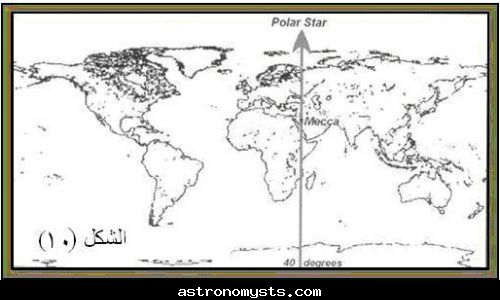 Polar Star
Mecca
الشكل (١٠)
40 degrees
astronomysts.com